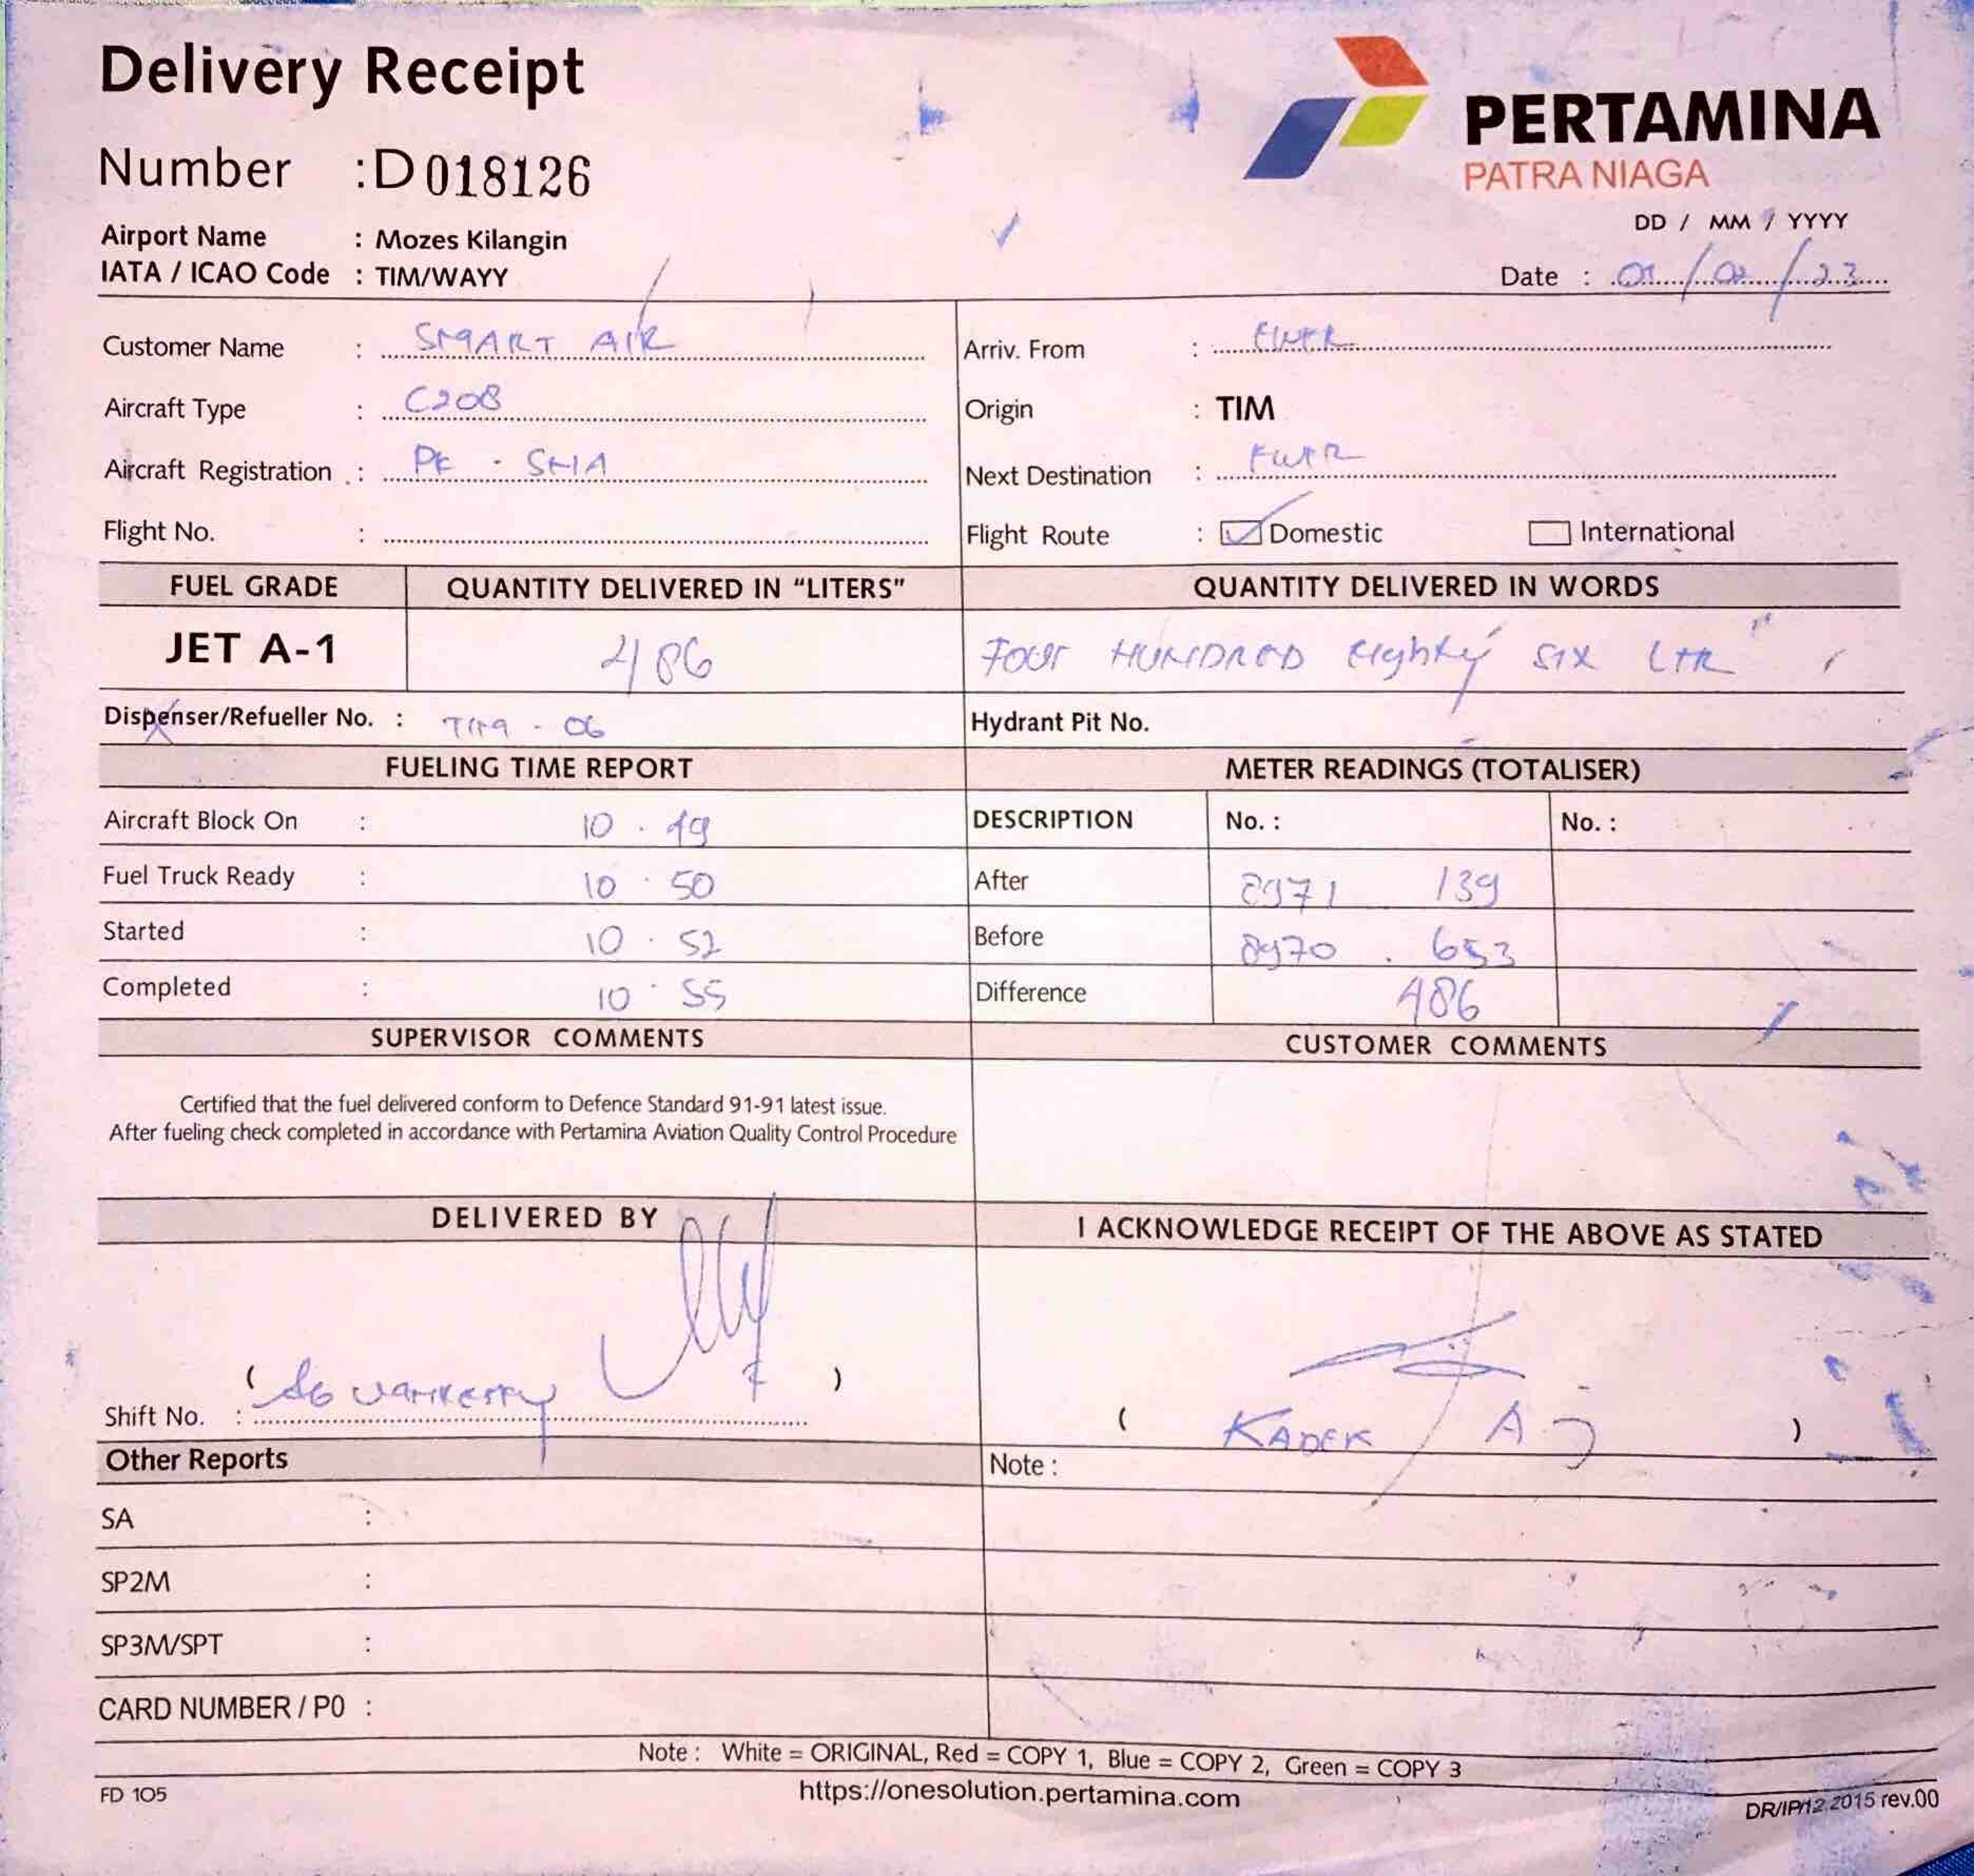 Delivery Receipt
PERTAMINA
PATRA NIAGA
Number :D018126
Airport Name : Mozes Kilangin
IATA / ICAO Code : TIM/WAYY
DD / MM / YYYY
Date : 01/02/23
Customer Name : SMART AIR
Arriv. From : EWER
Aircraft Type : C208
Origin : TIM
Aircraft Registration : PK - SHA
Next Destination : EWER
Flight No. :
Flight Route : Domestic International
FUEL GRADE QUANTITY DELIVERED IN “LITERS” QUANTITY DELIVERED IN WORDS
JET A-1 486 FOUR HUNDRED Eighty SIX LTR
Dispenser/Refueller No. : - 06 Hydrant Pit No.
FUELING TIME REPORT METER READINGS (TOTALISER)
Aircraft Block On : 10 . 49 DESCRIPTION No. : No. :
Fuel Truck Ready : 10 . 50 After 8971 139
Started : 10 . 52 Before 8970 . 653
Completed : 10 . 55 Difference 486
SUPERVISOR COMMENTS CUSTOMER COMMENTS
Certified that the fuel delivered conform to Defence Standard 91-91 latest issue.
After fueling check completed in accordance with Pertamina Aviation Quality Control Procedure
DELIVERED BY I ACKNOWLEDGE RECEIPT OF THE ABOVE AS STATED
( )
Shift No. :
( KADEK A )
Other Reports Note :
SA :
SP2M :
SP3M/SPT :
CARD NUMBER / P0 :
Note : White = ORIGINAL, Red = COPY 1, Blue = COPY 2, Green = COPY 3
FD 105 https://onesolution.pertamina.com DR/IP/12.2015 rev.00